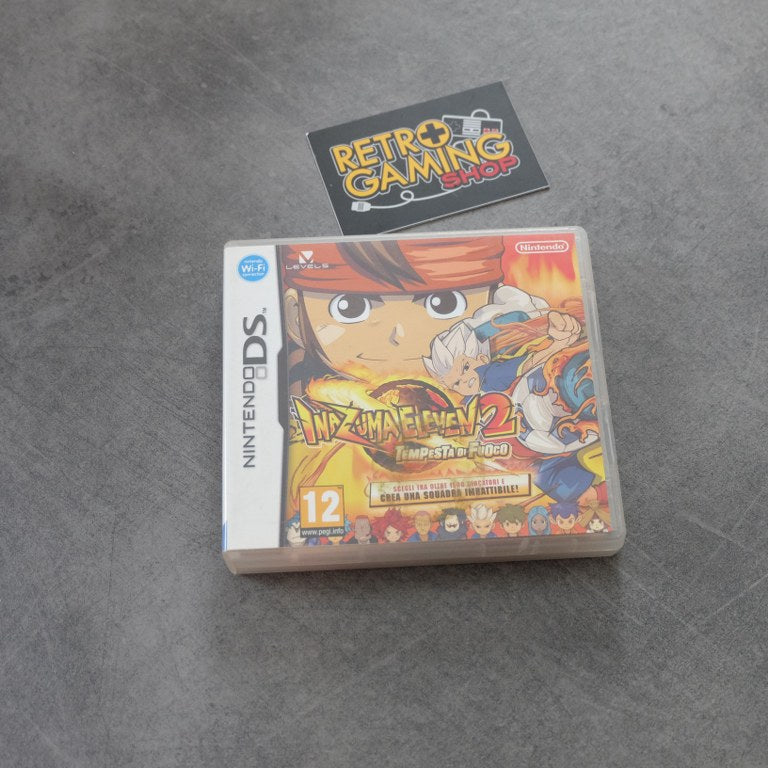 RETRO
GAMING
SHOP
Nintendo
Wi-Fi
connection
NINTENDO DS™
LEVEL5
Nintendo
INAZUMA ELEVEN 2
TEMPESTA DI FUOCO
CREA UNA SQUADRA IMBATTIBILE!
12
www.pegi.info